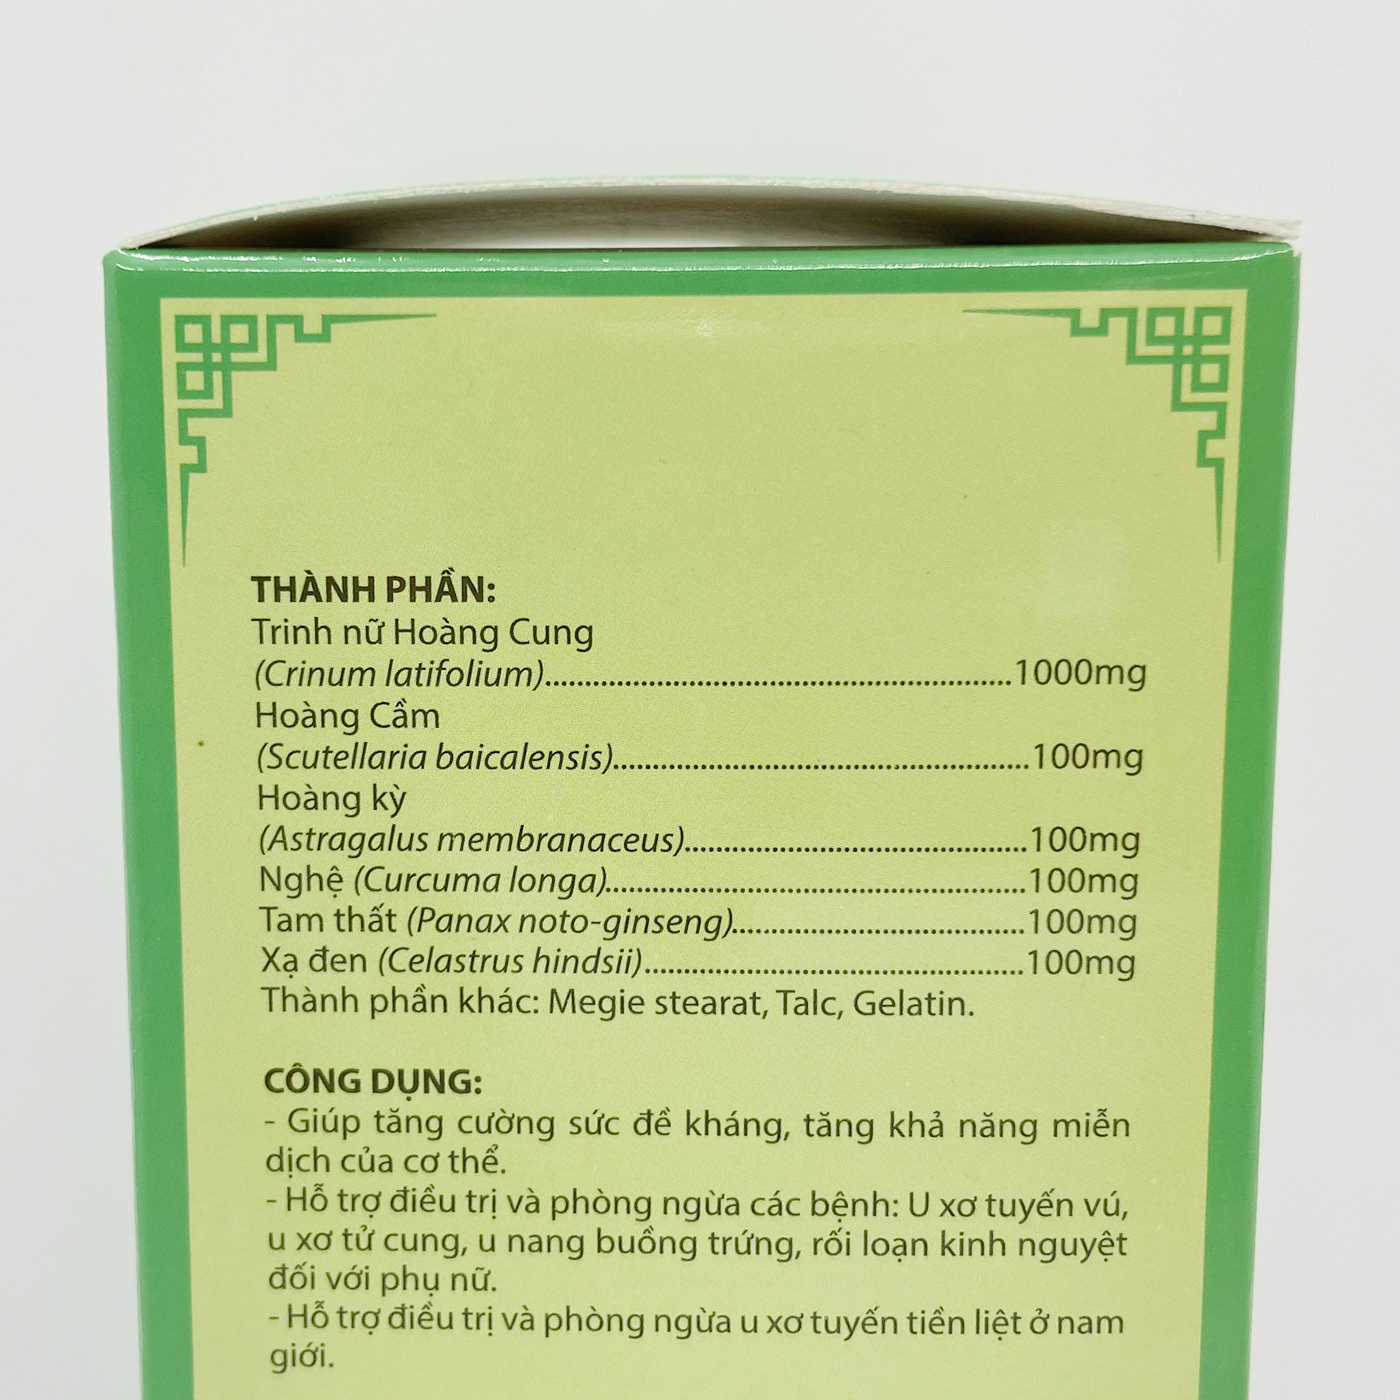 THÀNH PHẦN:
Trinh nữ Hoàng Cung
(Crinum latifolium)......................................................1000mg
Hoàng Cầm
(Scutellaria baicalensis)................................................100mg
Hoàng kỳ
(Astragalus membranaceus).......................................100mg
Nghệ (Curcuma longa)................................................100mg
Tam thất (Panax noto-ginseng)..................................100mg
Xạ đen (Celastrus hindsii)............................................100mg
Thành phần khác: Megie stearat, Talc, Gelatin.
CÔNG DỤNG:
- Giúp tăng cường sức đề kháng, tăng khả năng miễn
dịch của cơ thể.
- Hỗ trợ điều trị và phòng ngừa các bệnh: U xơ tuyến vú,
u xơ tử cung, u nang buồng trứng, rối loạn kinh nguyệt
đối với phụ nữ.
- Hỗ trợ điều trị và phòng ngừa u xơ tuyến tiền liệt ở nam
giới.